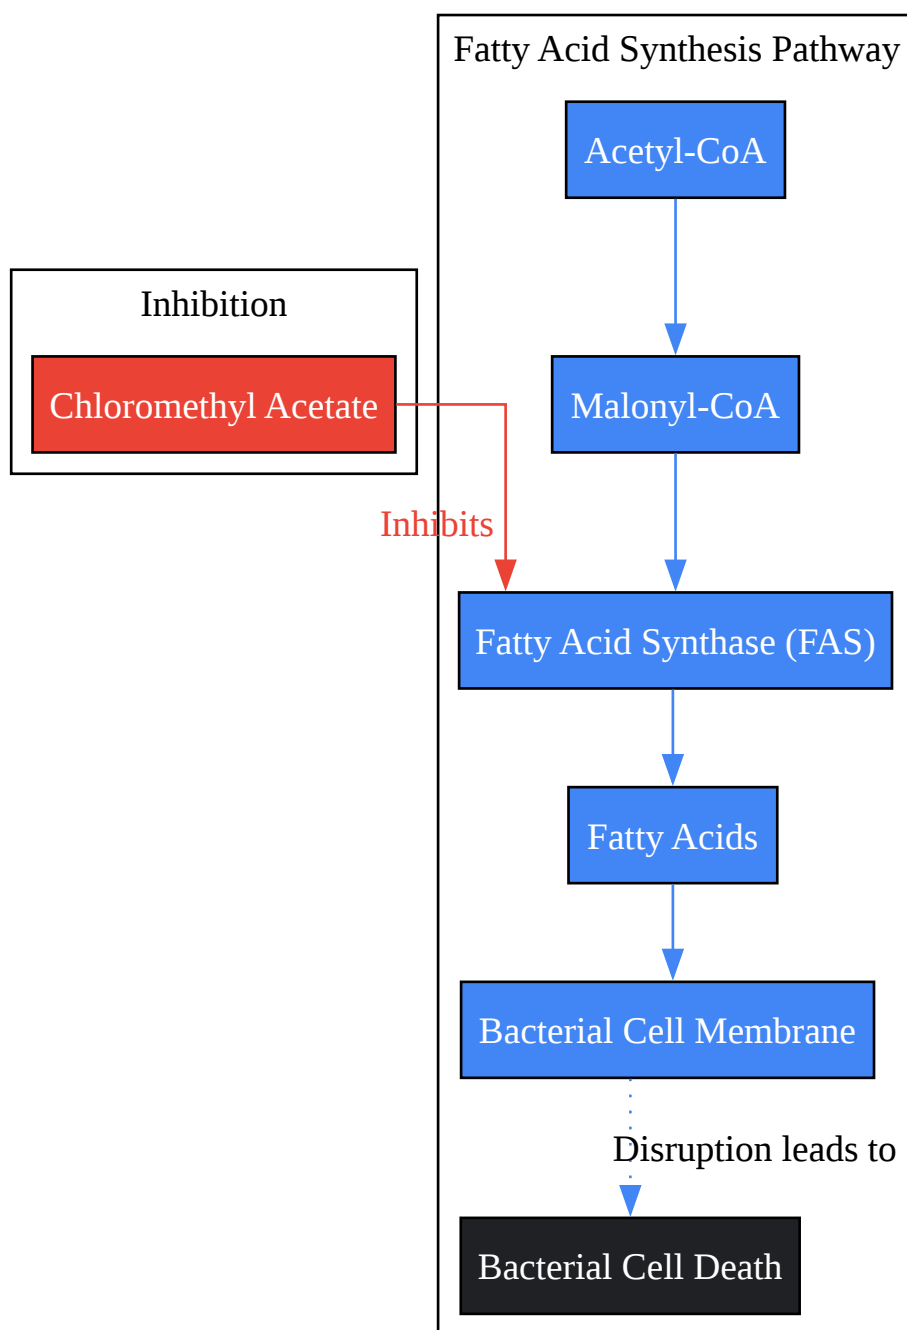 Fatty Acid Synthesis Pathway
Acetyl-CoA
Inhibition
Chloromethyl Acetate
Malonyl-CoA
Inhibits
Fatty Acid Synthase (FAS)
Fatty Acids
Bacterial Cell Membrane
Disruption leads to
Bacterial Cell Death